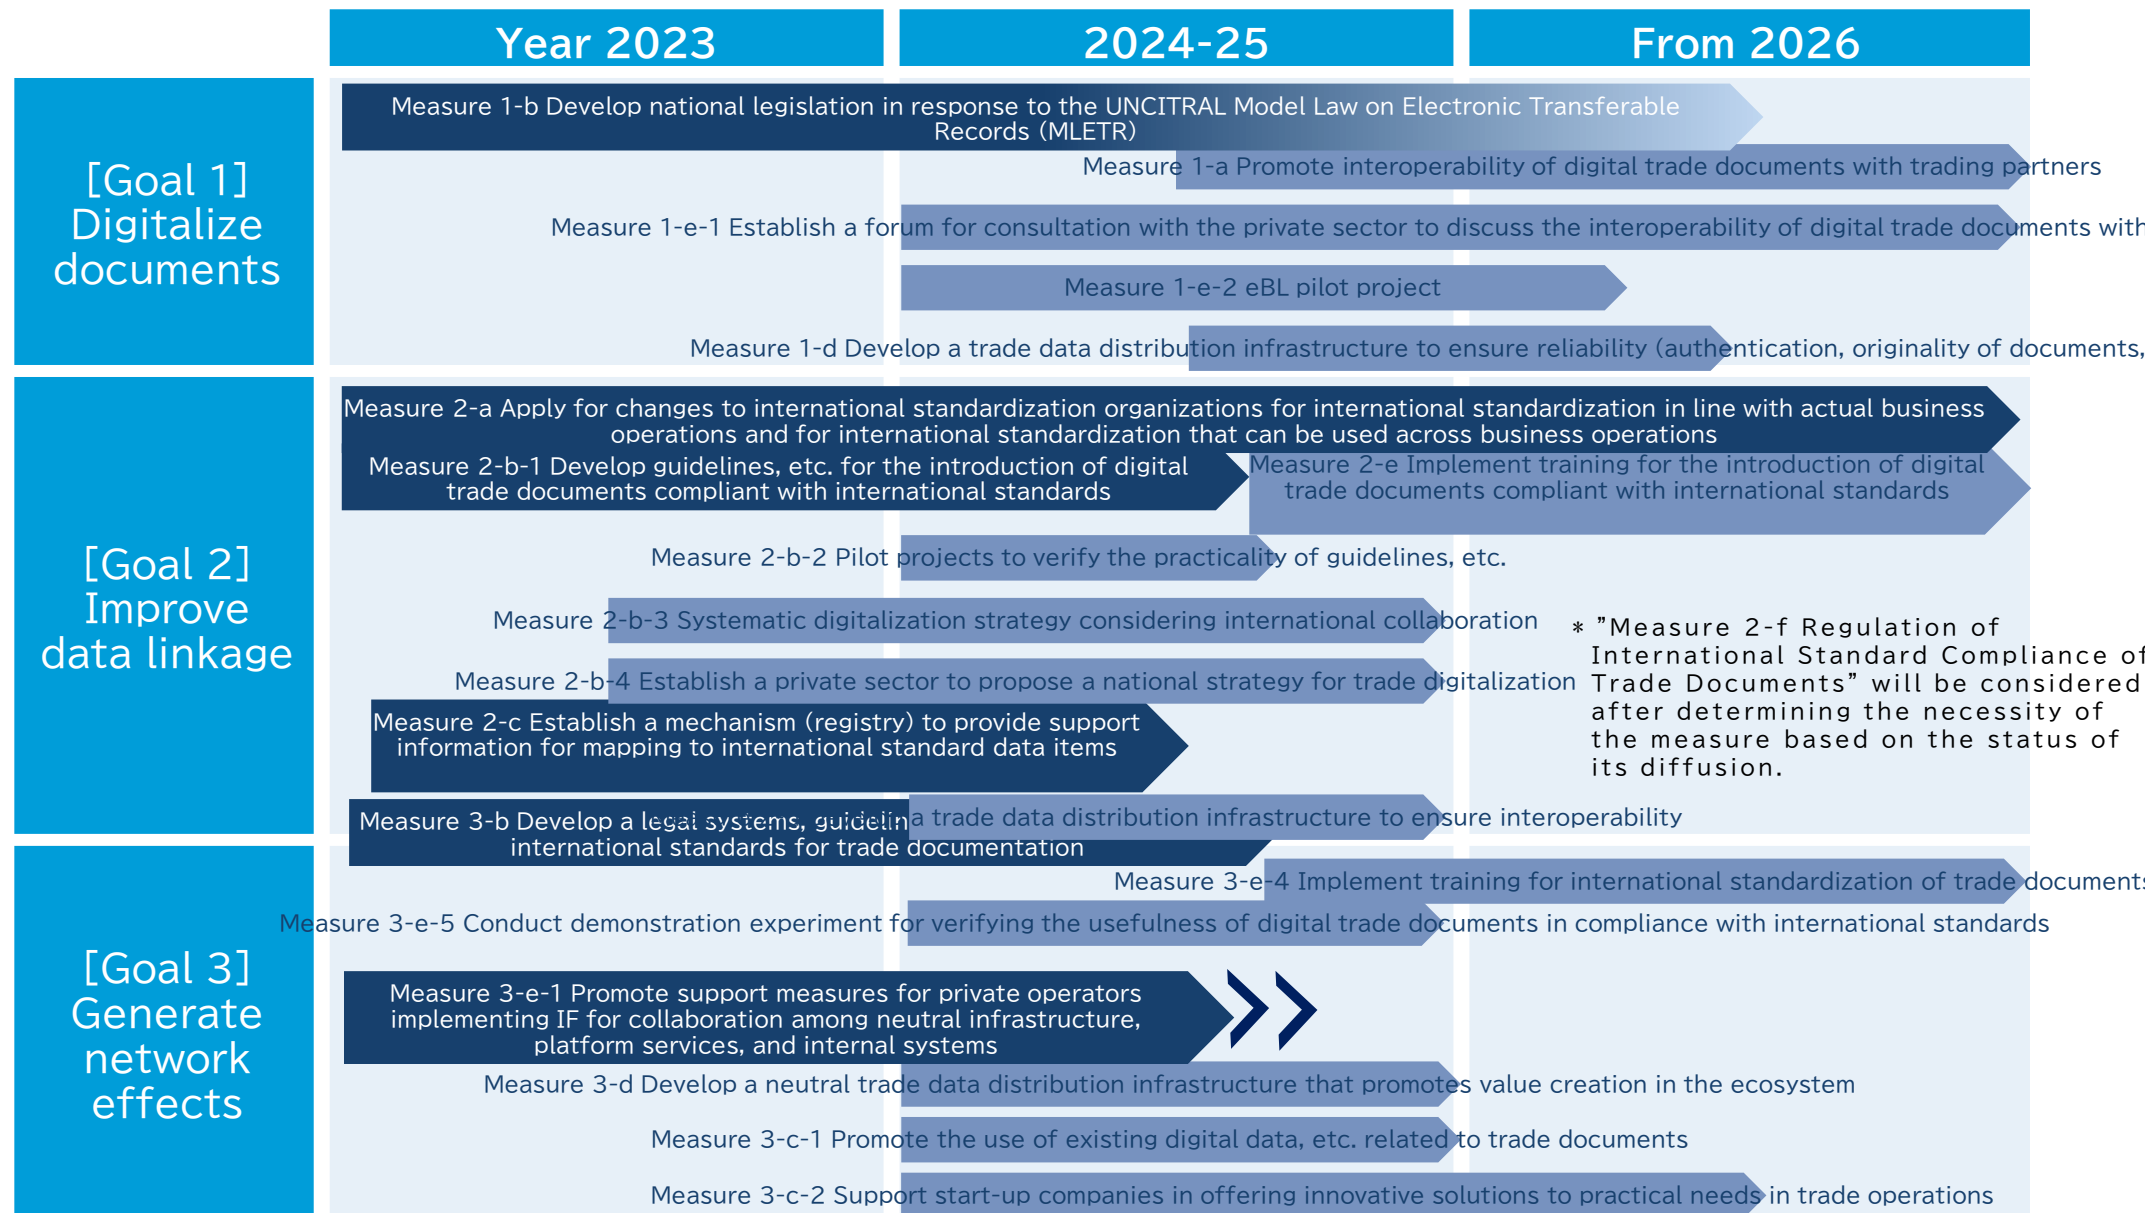 Year 2023
2024-25
From 2026
[Goal 1]
Digitalize
documents
Measure 1-b Develop national legislation in response to the UNCITRAL Model Law on Electronic Transferable
Records (MLETR)
Measure 1-a Promote interoperability of digital trade documents with trading partners
Measure 1-e-1 Establish a forum for consultation with the private sector to discuss the interoperability of digital trade documents with
Measure 1-e-2 eBL pilot project
Measure 1-d Develop a trade data distribution infrastructure to ensure reliability (authentication, originality of documents,
[Goal 2]
Improve
data linkage
Measure 2-a Apply for changes to international standardization organizations for international standardization in line with actual business
operations and for international standardization that can be used across business operations
Measure 2-b-1 Develop guidelines, etc. for the introduction of digital
trade documents compliant with international standards
Measure 2-e Implement training for the introduction of digital
trade documents compliant with international standards
Measure 2-b-2 Pilot projects to verify the practicality of guidelines, etc.
Measure 2-b-3 Systematic digitalization strategy considering international collaboration
Measure 2-b-4 Establish a private sector to propose a national strategy for trade digitalization
* "Measure 2-f Regulation of
International Standard Compliance of
Trade Documents" will be considered
after determining the necessity of
the measure based on the status of
its diffusion.
Measure 2-c Establish a mechanism (registry) to provide support
information for mapping to international standard data items
a trade data distribution infrastructure to ensure interoperability
[Goal 3]
Generate
network
effects
Measure 3-b Develop a legal systems, guidelin
international standards for trade documentation
Measure 3-e-4 Implement training for international standardization of trade documents
Measure 3-e-5 Conduct demonstration experiment for verifying the usefulness of digital trade documents in compliance with international standards
Measure 3-e-1 Promote support measures for private operators
implementing IF for collaboration among neutral infrastructure,
platform services, and internal systems
Measure 3-d Develop a neutral trade data distribution infrastructure that promotes value creation in the ecosystem
Measure 3-c-1 Promote the use of existing digital data, etc. related to trade documents
Measure 3-c-2 Support start-up companies in offering innovative solutions to practical needs in trade operations